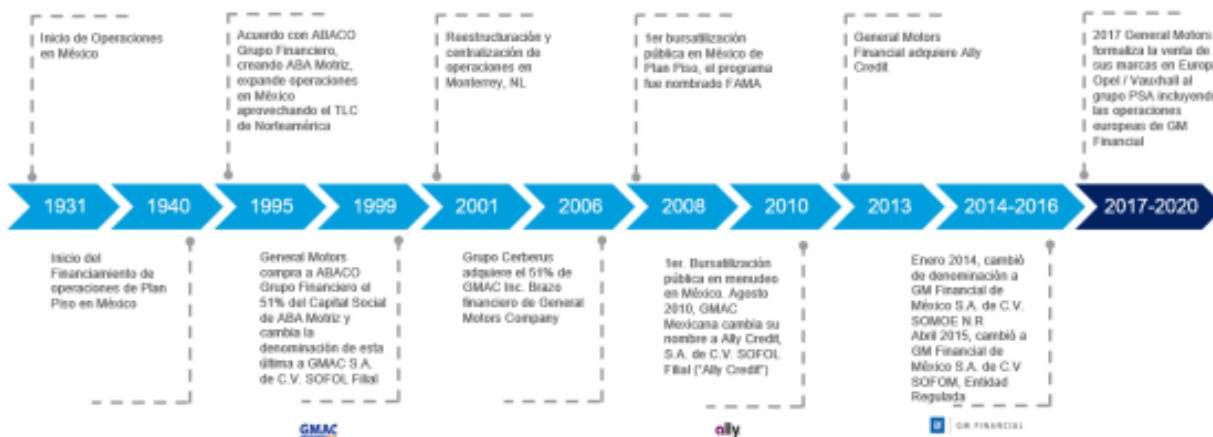 Inicio de Operaciones
en México
Acuerdo con ABACO
Grupo Financiero,
creando ABA Motriz,
expande operaciones
en México
aprovechando el TLC
de Norteamérica
Reestructuración y
centralización de
operaciones en
Monterrey, NL
1er bursatilización
pública en México de
Plan Piso, el programa
fue nombrado FAMA
General Motors
Financial adquiere Ally
Credit
2017 General Motors
formaliza la venta de
sus marcas en Europa
Opel / Vauxhall al
grupo PSA incluyendo
las operaciones
europeas de GM
Financial
1931
1940
1995
1999
2001
2006
2008
2010
2013
2014-2016
2017-2020
Inicio del
Financiamiento de
operaciones de Plan
Piso en México
General Motors
compra a ABACO
Grupo Financiero el
51% del Capital Social
de ABA Motriz y
cambia la
denominación de esta
última a GMAC S.A.
de C.V. SOFOL Filial
Grupo Cerberus
adquiere el 51% de
GMAC Inc. Brazo
financiero de General
Motors Company
1er. Bursatilización
pública en menudeo
en México. Agosto
2010, GMAC
Mexicana cambia su
nombre a Ally Credit,
S.A. de C.V. SOFOL
Filial ("Ally Credit")
Enero 2014, cambió
de denominación a
GM Financial de
México S.A. de C.V.
SOMOE N.R
Abril 2015, cambió a
GM Financial de
México S.A. de C.V
SOFOM, Entidad
Regulada
GMAC
ally
GM FINANCIAL